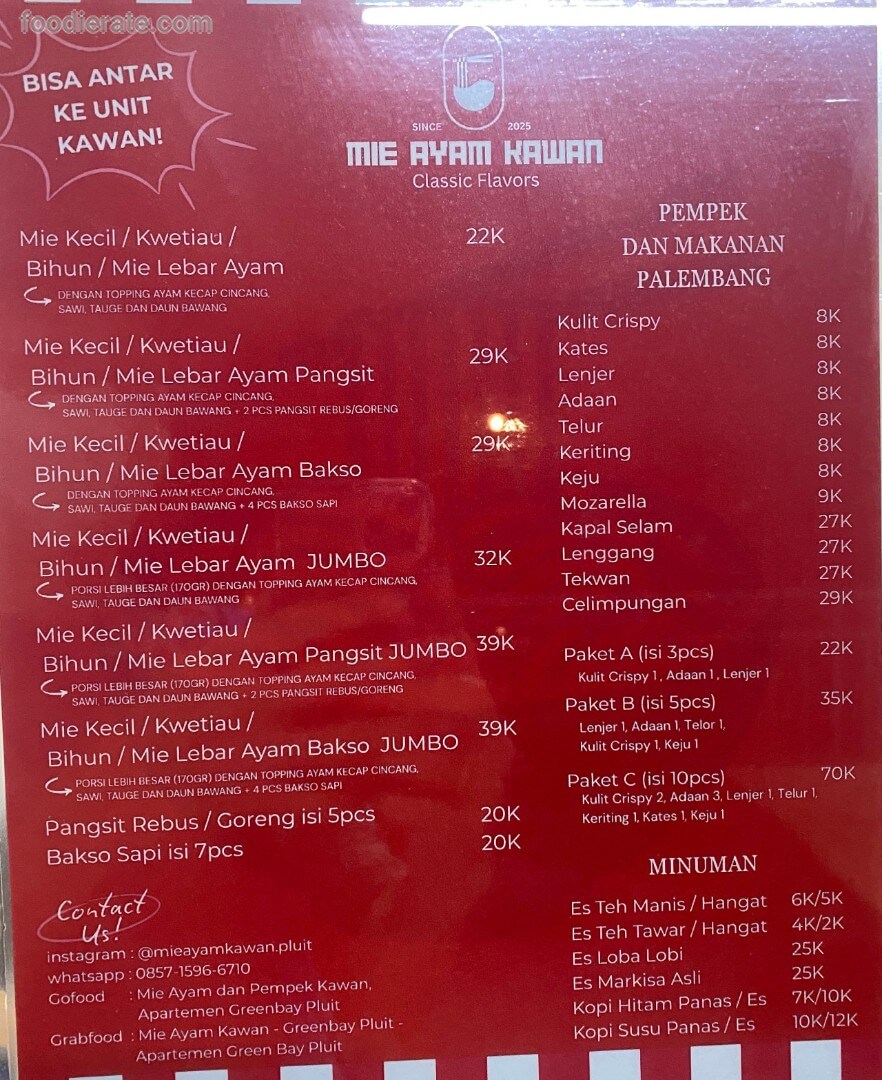 foodierate.com
BISA ANTAR
KE UNIT
KAWAN!
SINCE 2025
MIE AYAM KAWAN
Classic Flavors
Mie Kecil / Kwetiau / 22K
Bihun / Mie Lebar Ayam
DENGAN TOPPING AYAM KECAP CINCANG,
SAWI, TAUGE DAN DAUN BAWANG
Mie Kecil / Kwetiau /
Bihun / Mie Lebar Ayam Pangsit 29K
DENGAN TOPPING AYAM KECAP CINCANG,
SAWI, TAUGE DAN DAUN BAWANG + 2 PCS PANGSIT REBUS/GORENG
Mie Kecil / Kwetiau / 29K
Bihun / Mie Lebar Ayam Bakso
DENGAN TOPPING AYAM KECAP CINCANG,
SAWI, TAUGE DAN DAUN BAWANG + 4 PCS BAKSO SAPI
Mie Kecil / Kwetiau /
Bihun / Mie Lebar Ayam JUMBO 32K
PORSI LEBIH BESAR (170GR) DENGAN TOPPING AYAM KECAP CINCANG,
SAWI, TAUGE DAN DAUN BAWANG
Mie Kecil / Kwetiau /
Bihun / Mie Lebar Ayam Pangsit JUMBO 39K
PORSI LEBIH BESAR (170GR) DENGAN TOPPING AYAM KECAP CINCANG,
SAWI, TAUGE DAN DAUN BAWANG + 2 PCS PANGSIT REBUS/GORENG
Mie Kecil / Kwetiau / 39K
Bihun / Mie Lebar Ayam Bakso JUMBO
PORSI LEBIH BESAR (170GR) DENGAN TOPPING AYAM KECAP CINCANG,
SAWI, TAUGE DAN DAUN BAWANG + 4 PCS BAKSO SAPI
Pangsit Rebus / Goreng isi 5pcs 20K
Bakso Sapi isi 7pcs 20K
Contact
Us!
instagram : @mieayamkawan.pluit
whatsapp : 0857-1596-6710
Gofood : Mie Ayam dan Pempek Kawan,
Apartemen Greenbay Pluit
Grabfood : Mie Ayam Kawan - Greenbay Pluit -
Apartemen Green Bay Pluit
PEMPEK
DAN MAKANAN
PALEMBANG
Kulit Crispy 8K
Kates 8K
Lenjer 8K
Adaan 8K
Telur 8K
Keriting 8K
Keju 8K
Mozarella 9K
Kapal Selam 27K
Lenggang 27K
Tekwan 27K
Celimpungan 29K
Paket A (isi 3pcs) 22K
Kulit Crispy 1 , Adaan 1 , Lenjer 1
Paket B (isi 5pcs) 35K
Lenjer 1, Adaan 1, Telor 1,
Kulit Crispy 1, Keju 1
Paket C (isi 10pcs) 70K
Kulit Crispy 2, Adaan 3, Lenjer 1, Telur 1,
Keriting 1, Kates 1, Keju 1
MINUMAN
Es Teh Manis / Hangat 6K/5K
Es Teh Tawar / Hangat 4K/2K
Es Loba Lobi 25K
Es Markisa Asli 25K
Kopi Hitam Panas / Es 7K/10K
Kopi Susu Panas / Es 10K/12K